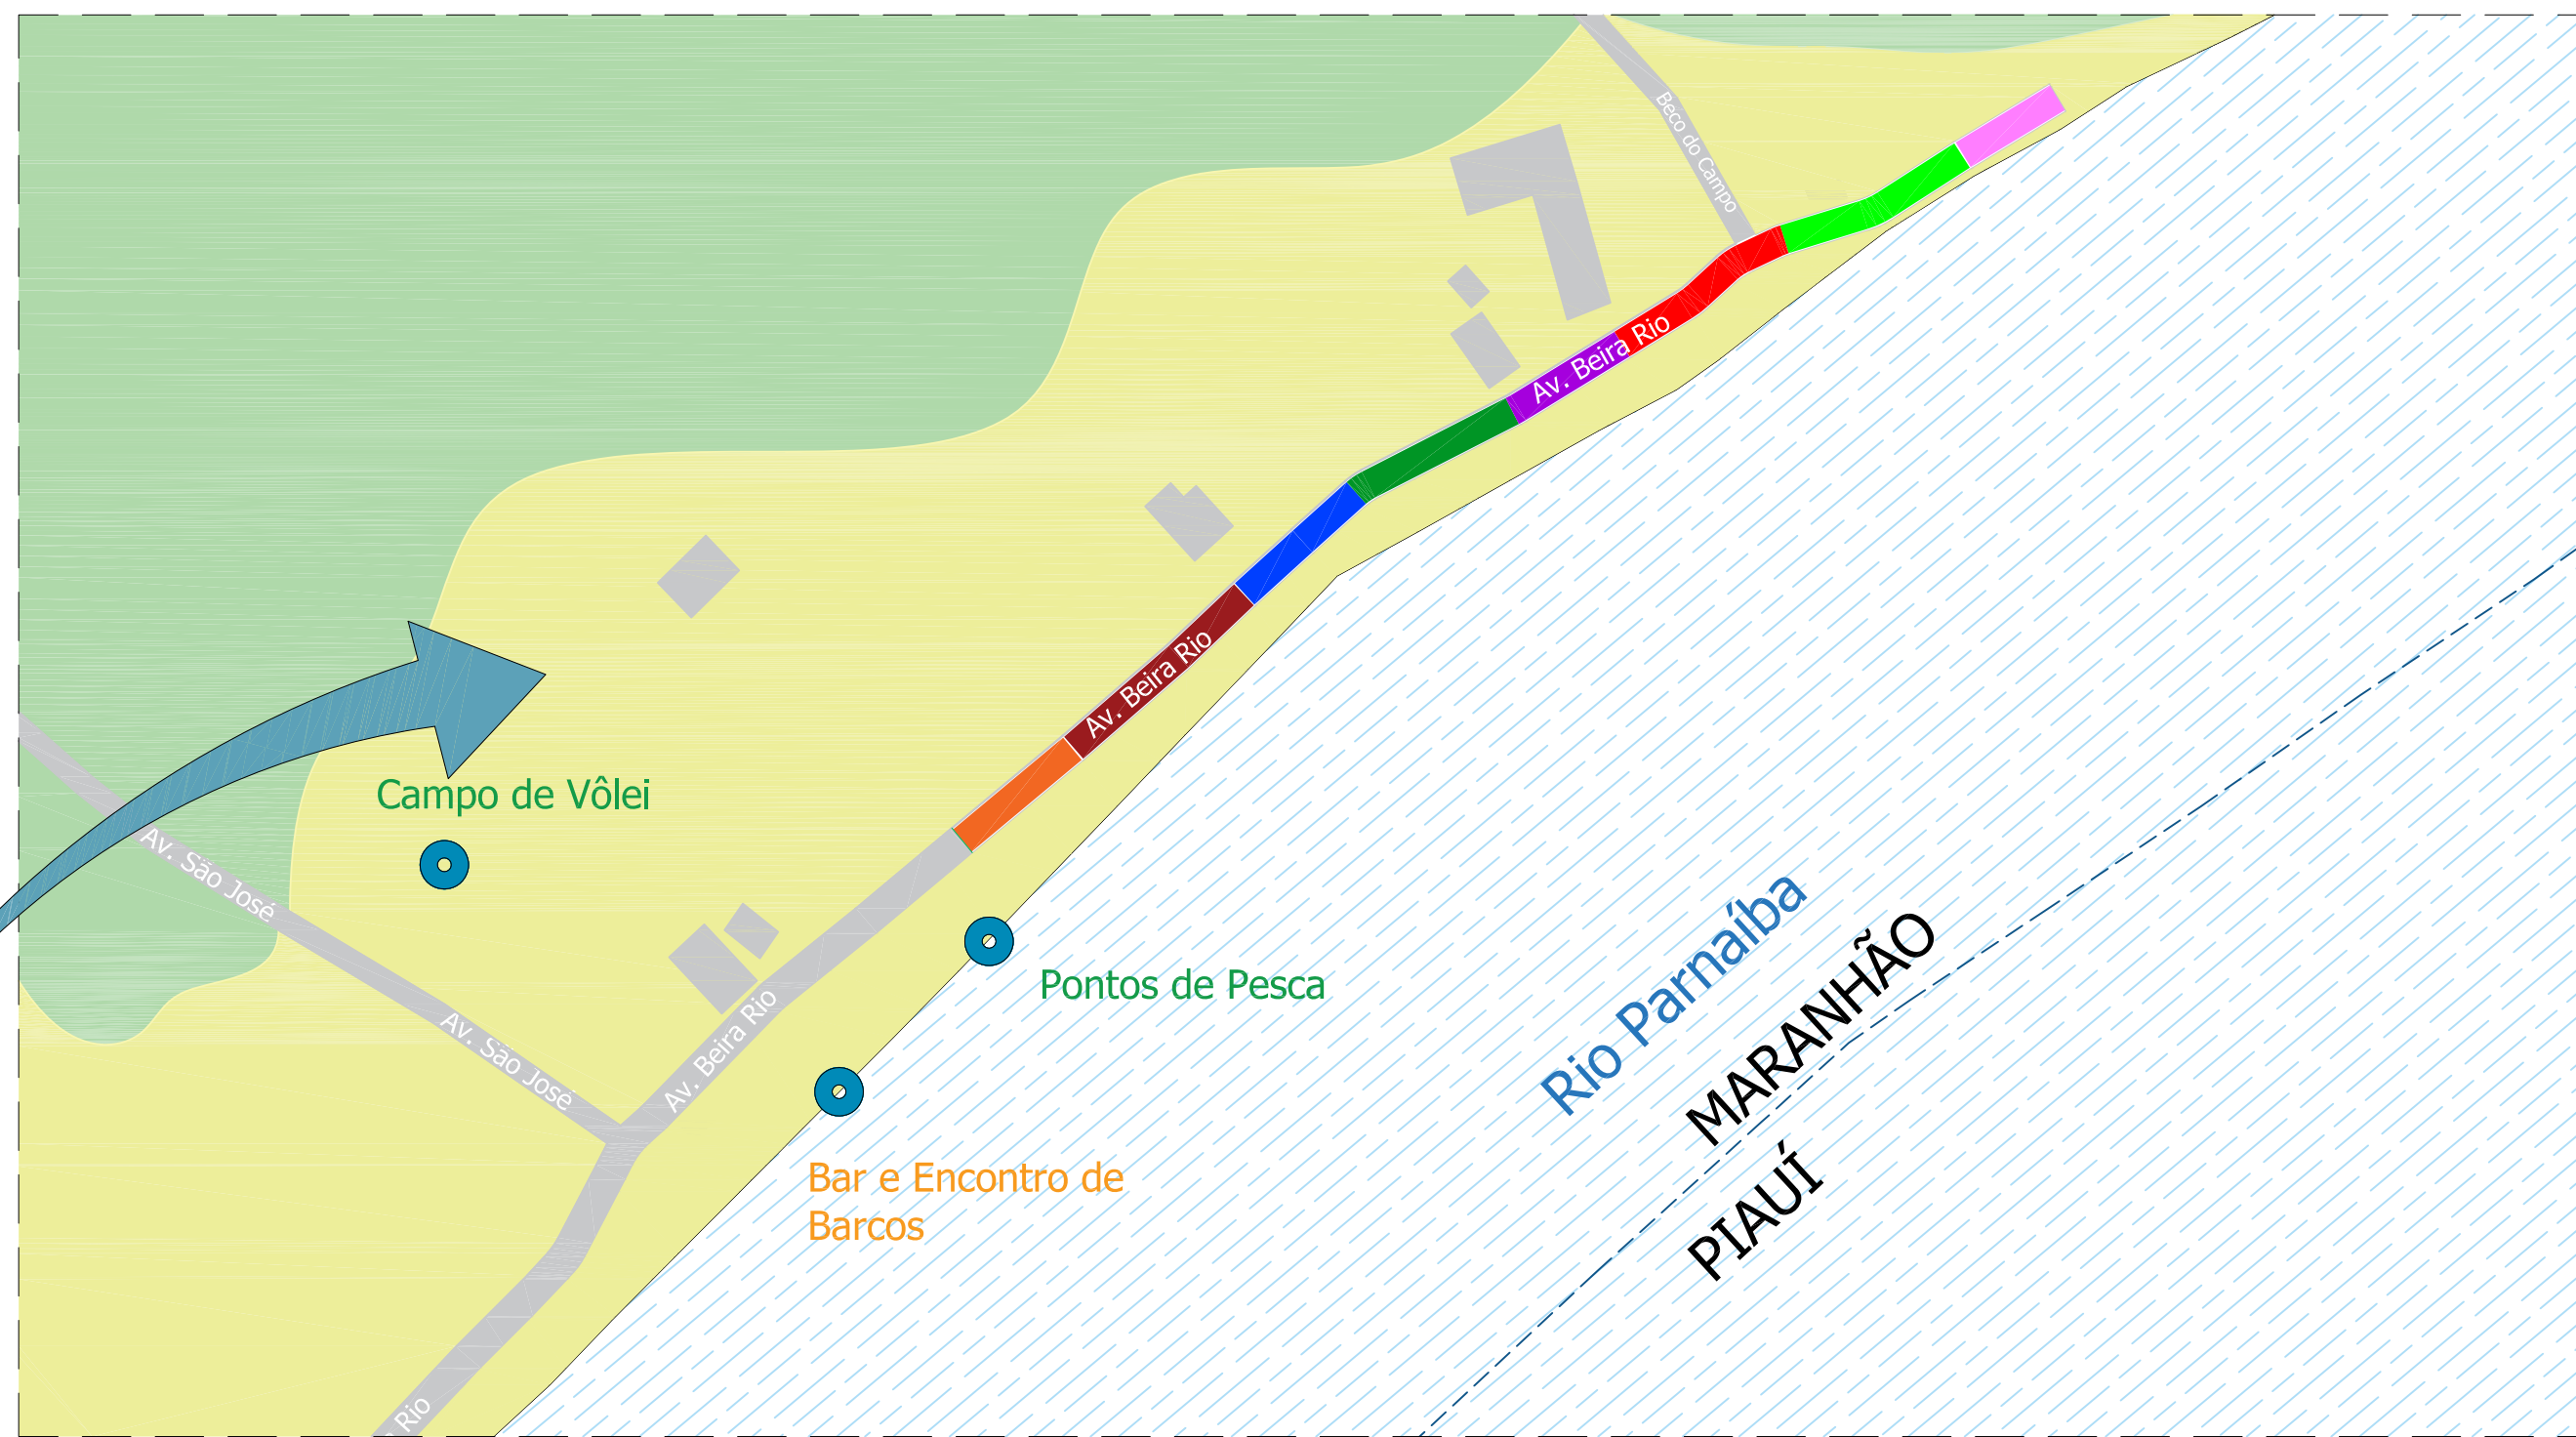 Beco do Campo
Av. Beira Rio
Av. Beira Rio
Campo de Vôlei
Av. São José
Av. São José
Av. Beira Rio
Pontos de Pesca
Rio Parnaíba
MARANHÃO
PIAUÍ
Bar e Encontro de
Barcos
Rio